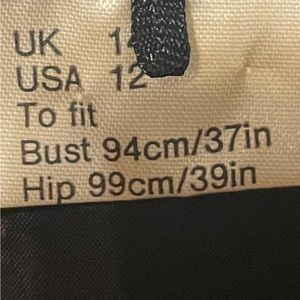 UK
USA 12
To fit
Bust 94cm/37in
Hip 99cm/39in